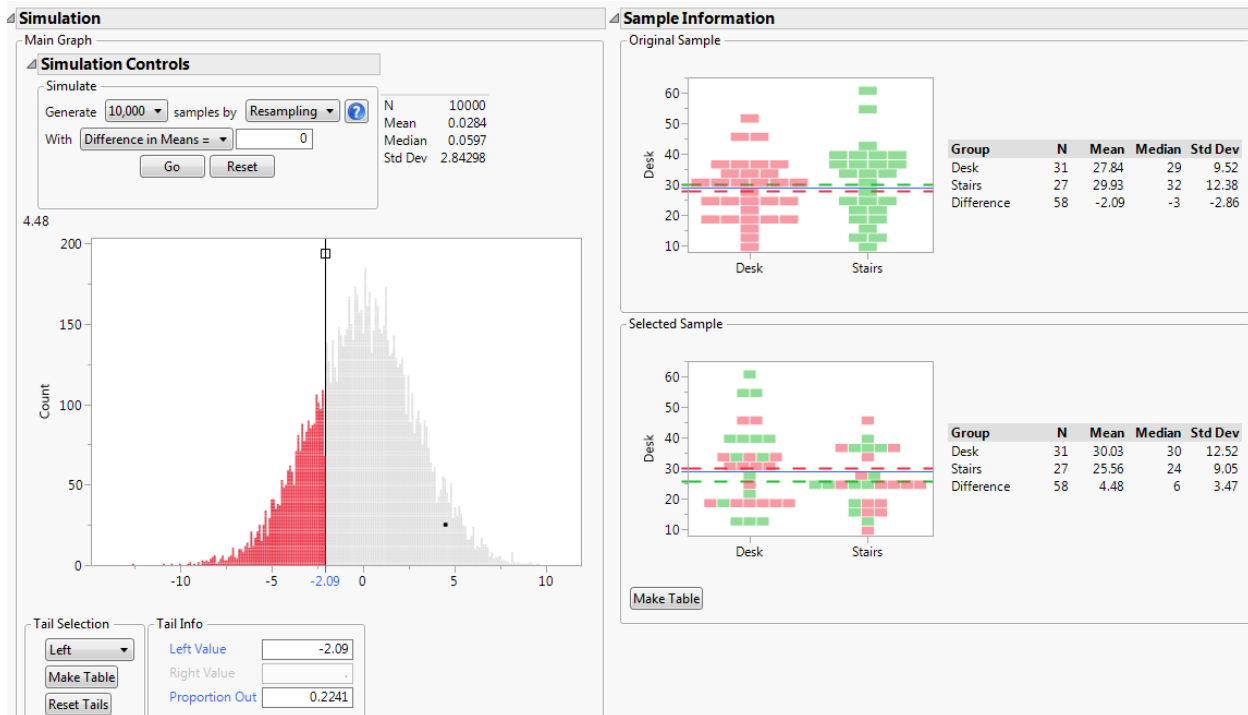 Simulation
Main Graph
Simulation Controls
Simulate
Generate 10,000 samples by Resampling ?
With Difference in Means = 0
Go Reset
N 10000
Mean 0.0284
Median 0.0597
Std Dev 2.84298
4.48
200
150
100
50
0
Count
-10 -5 -2.09 0 5 10
Tail Selection
Left
Make Table
Reset Tails
Tail Info
Left Value -2.09
Right Value .
Proportion Out 0.2241
Sample Information
Original Sample
60
50
40
30
20
10
Desk
Desk Stairs
Group N Mean Median Std Dev
Desk 31 27.84 29 9.52
Stairs 27 29.93 32 12.38
Difference 58 -2.09 -3 -2.86
Selected Sample
60
50
40
30
20
10
Desk
Desk Stairs
Group N Mean Median Std Dev
Desk 31 30.03 30 12.52
Stairs 27 25.56 24 9.05
Difference 58 4.48 6 3.47
Make Table